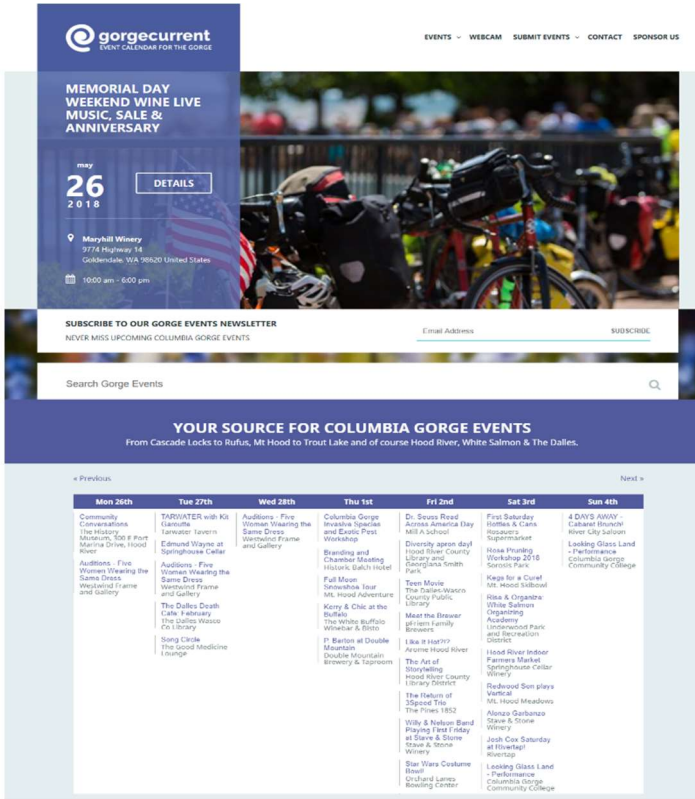 gorgecurrent
EVENT CALENDAR FOR THE GORGE
EVENTS
WEBCAM
SUBMIT EVENTS
CONTACT
SPONSOR US
MEMORIAL DAY
WEEKEND WINE LIVE
MUSIC, SALE &
ANNIVERSARY
may
26
2018
DETAILS
Maryhill Winery
9774 Highway 14
Goldendale, WA 98620 United States
10:00 am - 6:00 pm
SUBSCRIBE TO OUR GORGE EVENTS NEWSLETTER
NEVER MISS UPCOMING COLUMBIA GORGE EVENTS
Email Address
SUBSCRIBE
Search Gorge Events
YOUR SOURCE FOR COLUMBIA GORGE EVENTS
From Cascade Locks to Rufus, Mt Hood to Trout Lake and of course Hood River, White Salmon & The Dalles.
« Previous
Next »
Mon 26th
Tue 27th
Wed 28th
Thu 1st
Fri 2nd
Sat 3rd
Sun 4th
Community
Conversations
The History
Museum, 300 E Port
Marina Drive, Hood
River
Auditions - Five
Women Wearing the
Same Dress
Westwind Frame
and Gallery
TARWATER with Kit
Garoutte
Tarwater Tavern
Edmund Wayne at
Springhouse Cellar
Auditions - Five
Women Wearing the
Same Dress
Westwind Frame
and Gallery
The Dalles Death
Cafe: February
The Dalles Wasco
Co Library
Song Circle
The Good Medicine
Lounge
Auditions - Five
Women Wearing the
Same Dress
Westwind Frame
and Gallery
Columbia Gorge
Invasive Species
and Exotic Pest
Workshop
Branding and
Chamber Meeting
Historic Balch Hotel
Full Moon
Snowshoe Tour
Mt. Hood Adventure
Kerry & Chic at the
Buffalo
The White Buffalo
Winebar & Bisto
P. Barton at Double
Mountain
Double Mountain
Brewery & Taproom
Dr. Seuss Read
Across America Day
Mill A School
Diversity apron day!
Hood River County
Library and
Georgiana Smith
Park
Teen Movie
The Dalles-Wasco
County Public
Library
Meet the Brewer
pFriem Family
Brewers
Like it Hot?!?
Arome Hood River
The Art of
Storytelling
Hood River County
Library District
The Return of
3Speed Trio
The Pines 1852
Willy & Nelson Band
Playing First Friday
at Stave & Stone
Stave & Stone
Winery
Star Wars Costume
Bowl!
Orchard Lanes
Bowling Center
First Saturday
Bottles & Cans
Rosauers
Supermarket
Rose Pruning
Workshop 2018
Sorosis Park
Kegs for a Cure!
Mt. Hood Skibowl
Rise & Organize:
White Salmon
Organizing
Academy
Underwood Park
and Recreation
District
Hood River Indoor
Farmers Market
Springhouse Cellar
Winery
Redwood Son plays
Vertical
Mt. Hood Meadows
Alonzo Garbanzo
Stave & Stone
Winery
Josh Cox Saturday
at Rivertap!
Rivertap
Looking Glass Land
- Performance
Columbia Gorge
Community College
4 DAYS AWAY -
Cabaret Brunch!
River City Saloon
Looking Glass Land
- Performance
Columbia Gorge
Community College